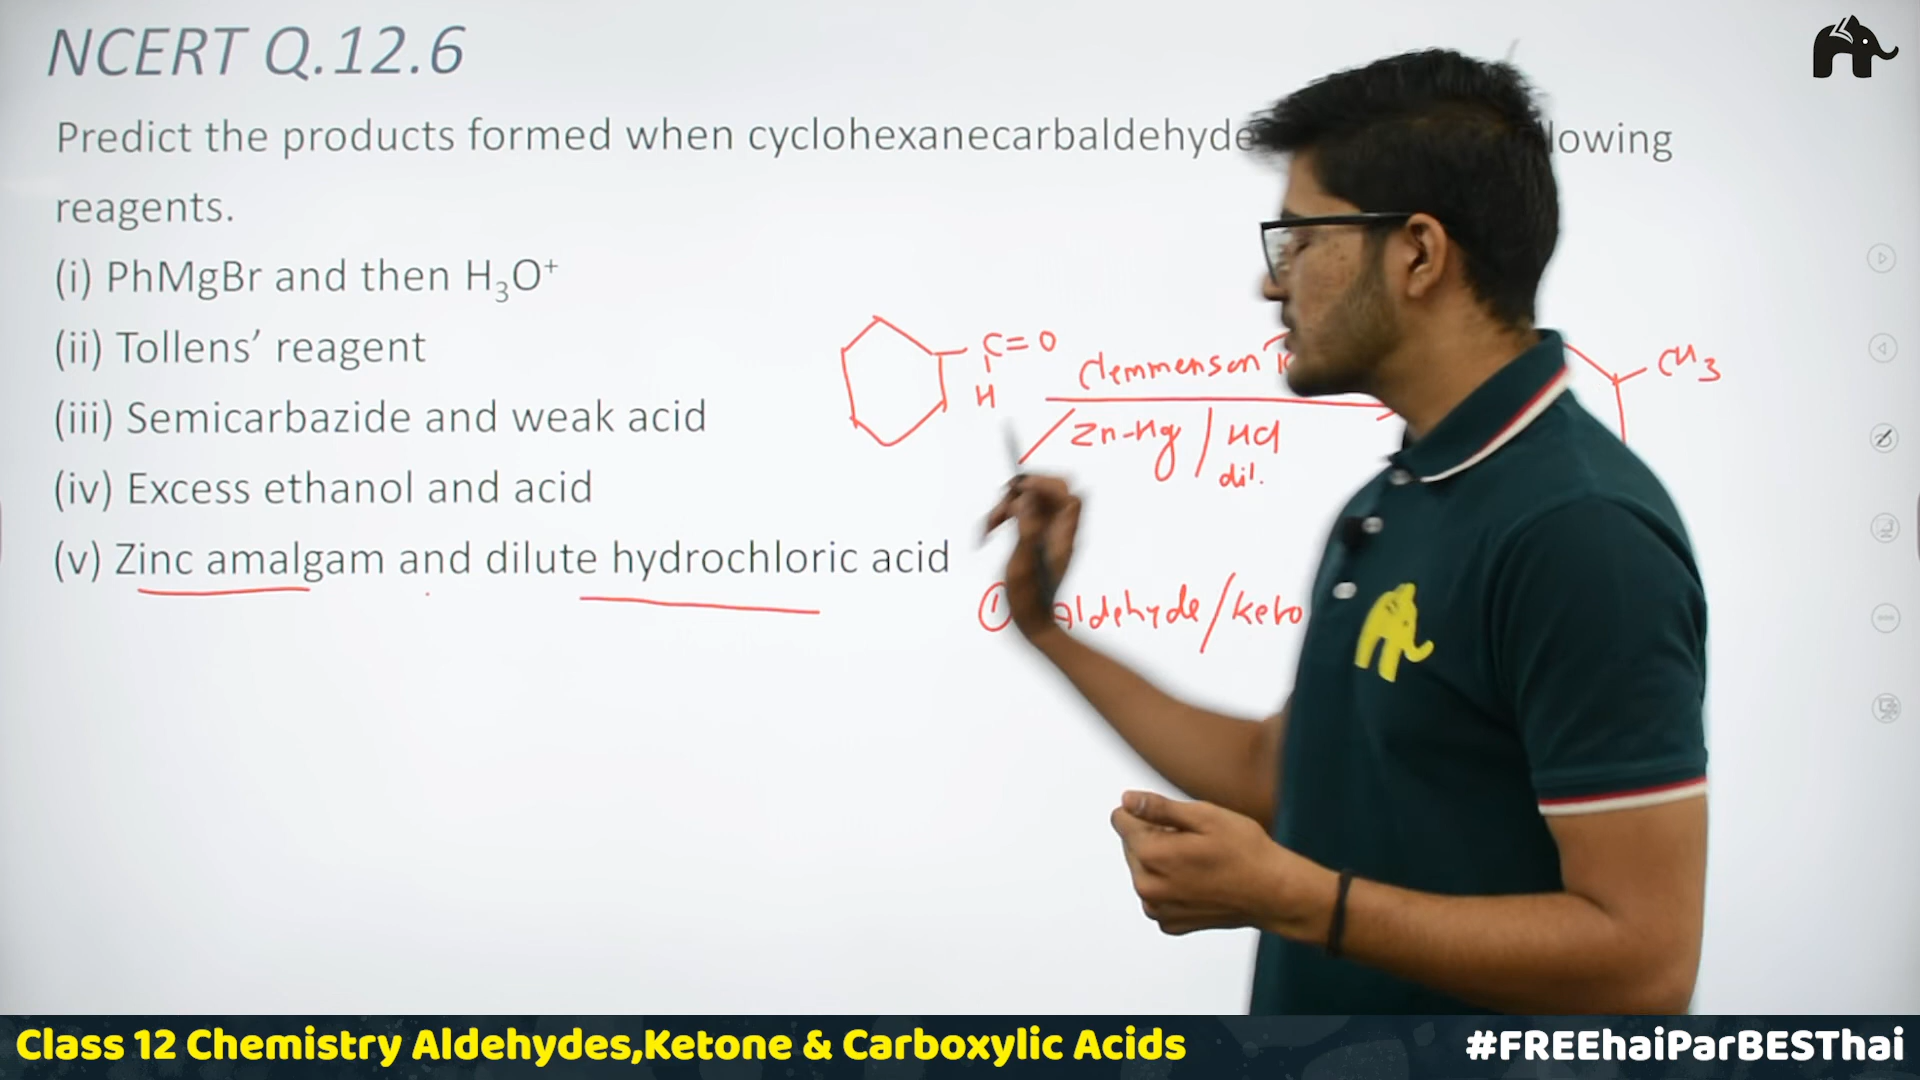 NCERT Q.12.6
Predict the products formed when cyclohexanecarbaldehyde lowing
reagents.
(i) PhMgBr and then H₃O⁺
(ii) Tollens’ reagent
(iii) Semicarbazide and weak acid
(iv) Excess ethanol and acid
(v) Zinc amalgam and dilute hydrochloric acid
C=O
H
Clemmensen
Zn-Hg / HCl
dil.
CH₃
① Aldehyde/Keto
Class 12 Chemistry Aldehydes,Ketone & Carboxylic Acids
#FREEhaiParBESThai